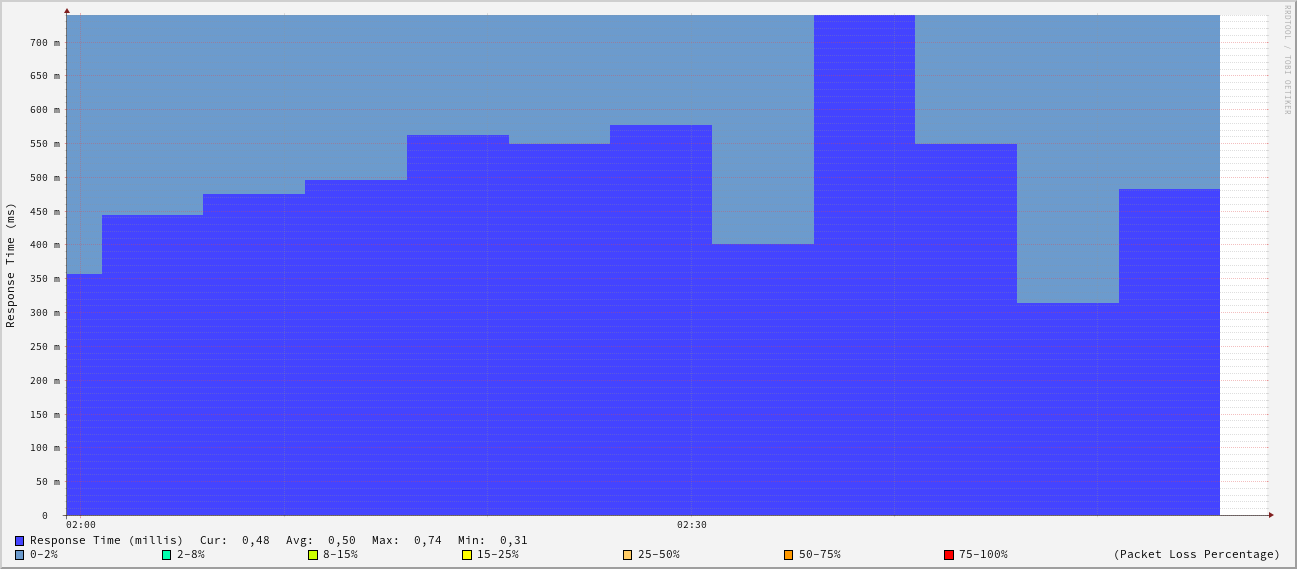 RRDTOOL / TOBI OETIKER
Response Time (ms)
700 m
650 m
600 m
550 m
500 m
450 m
400 m
350 m
300 m
250 m
200 m
150 m
100 m
50 m
0
02:00 02:30
Response Time (millis) Cur: 0,48 Avg: 0,50 Max: 0,74 Min: 0,31
0-2% 2-8% 8-15% 15-25% 25-50% 50-75% 75-100% (Packet Loss Percentage)